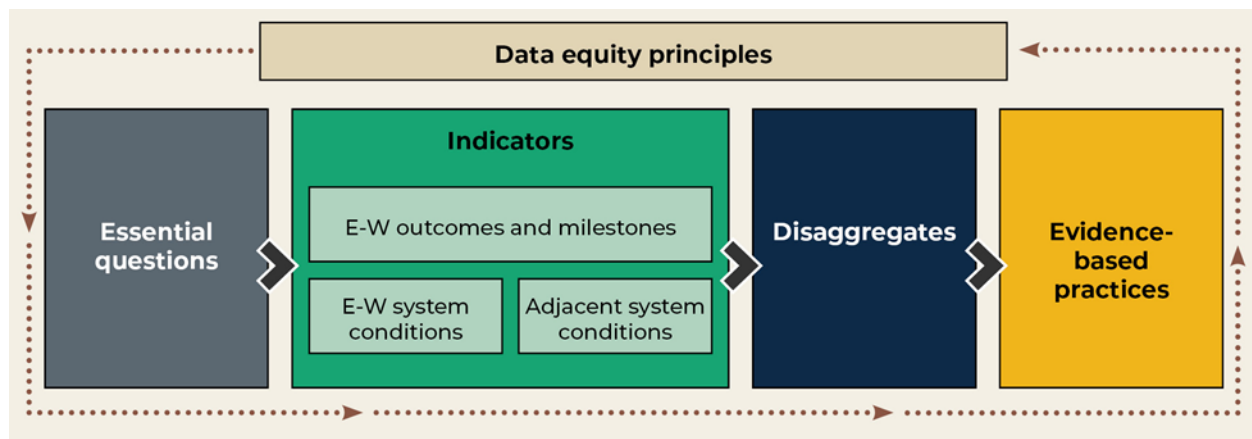 Data equity principles
Essential
questions
Indicators
E-W outcomes and milestones
E-W system
conditions
Adjacent system
conditions
Disaggregates
Evidence-
based
practices